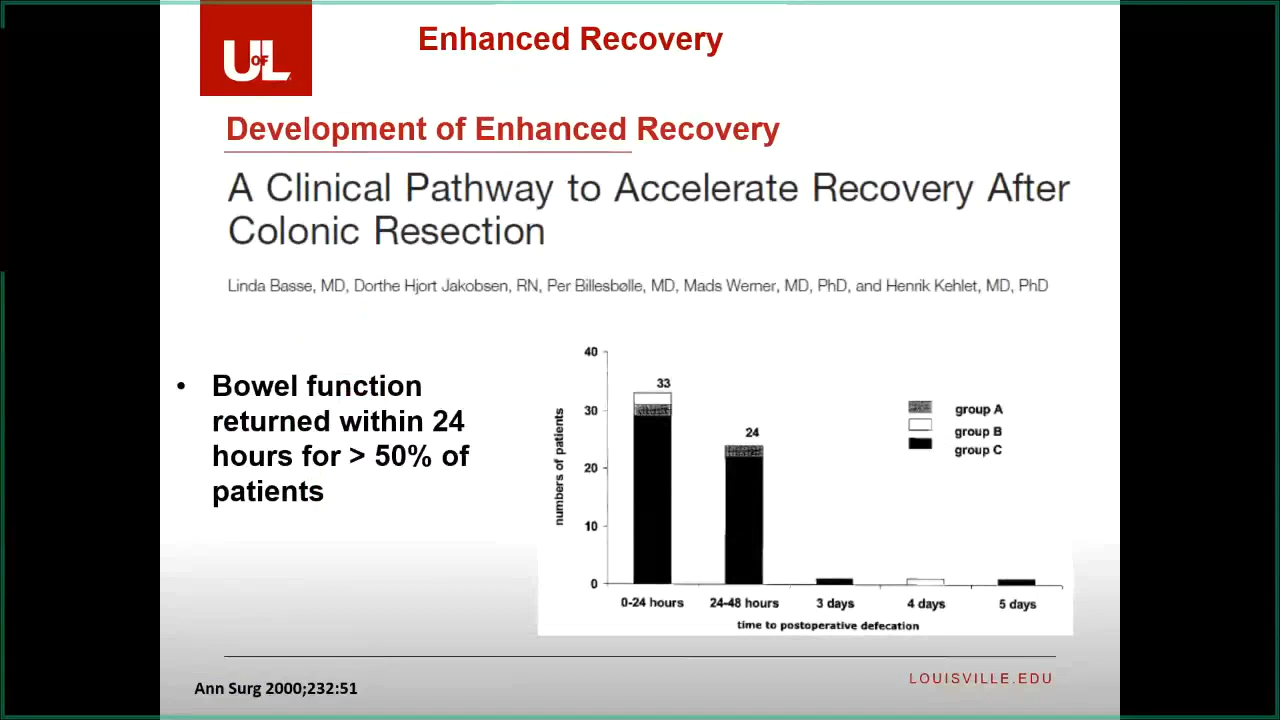 UOFL
Enhanced Recovery
Development of Enhanced Recovery
A Clinical Pathway to Accelerate Recovery After
Colonic Resection
Linda Basse, MD, Dorthe Hjort Jakobsen, RN, Per Billesbølle, MD, Mads Werner, MD, PhD, and Henrik Kehlet, MD, PhD
• Bowel function
returned within 24
hours for > 50% of
patients
numbers of patients
40
30
20
10
0
33
24
group A
group B
group C
0-24 hours 24-48 hours 3 days 4 days 5 days
time to postoperative defecation
Ann Surg 2000;232:51
LOUISVILLE.EDU